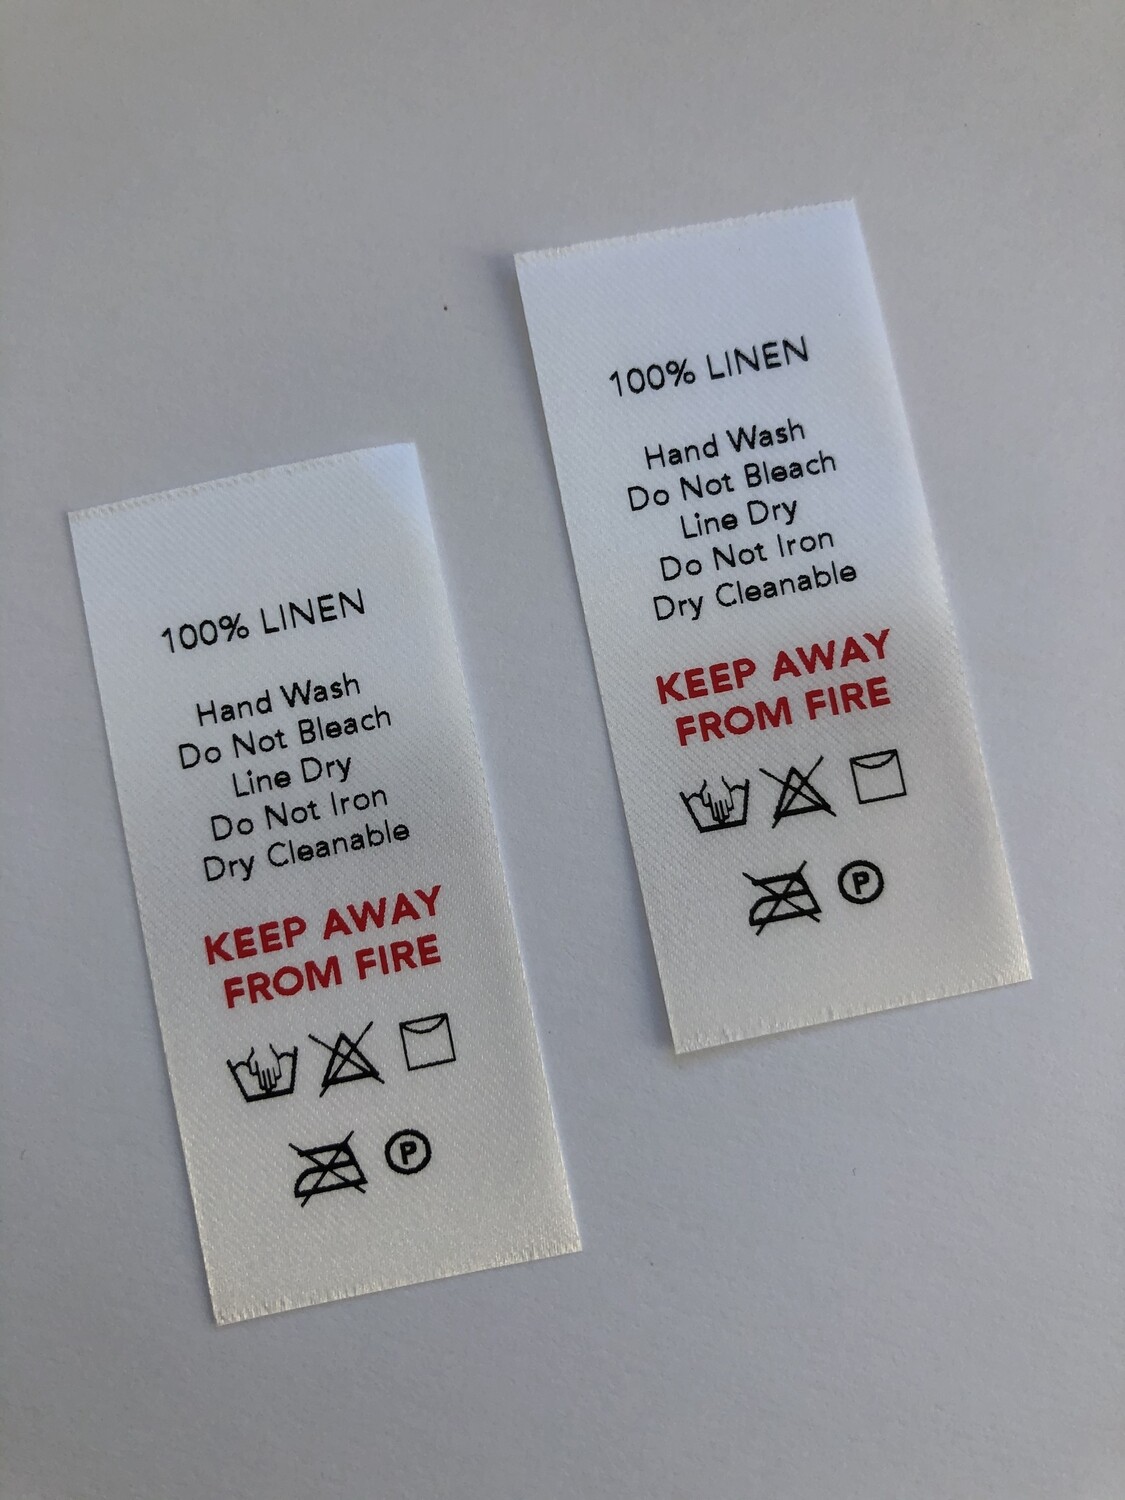 100% LINEN
Hand Wash
Do Not Bleach
Line Dry
Do Not Iron
Dry Cleanable
KEEP AWAY
FROM FIRE
P
100% LINEN
Hand Wash
Do Not Bleach
Line Dry
Do Not Iron
Dry Cleanable
KEEP AWAY
FROM FIRE
P